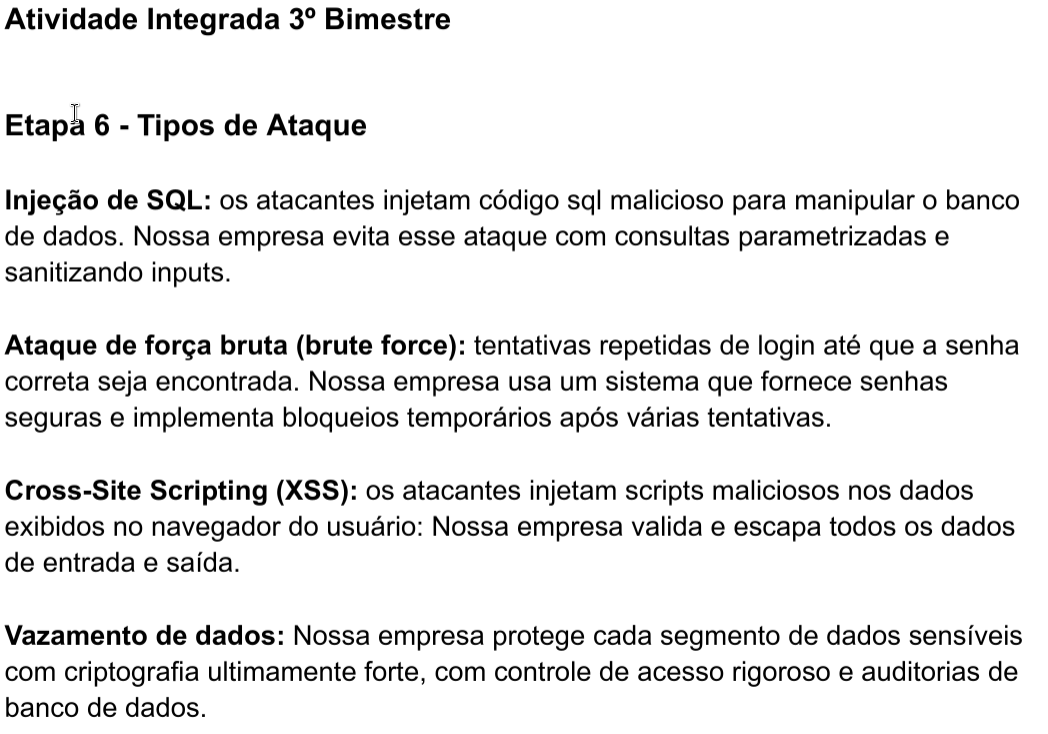 Atividade Integrada 3º Bimestre
Etapa 6 - Tipos de Ataque
Injeção de SQL: os atacantes injetam código sql malicioso para manipular o banco
de dados. Nossa empresa evita esse ataque com consultas parametrizadas e
sanitizando inputs.
Ataque de força bruta (brute force): tentativas repetidas de login até que a senha
correta seja encontrada. Nossa empresa usa um sistema que fornece senhas
seguras e implementa bloqueios temporários após várias tentativas.
Cross-Site Scripting (XSS): os atacantes injetam scripts maliciosos nos dados
exibidos no navegador do usuário: Nossa empresa valida e escapa todos os dados
de entrada e saída.
Vazamento de dados: Nossa empresa protege cada segmento de dados sensíveis
com criptografia ultimamente forte, com controle de acesso rigoroso e auditorias de
banco de dados.